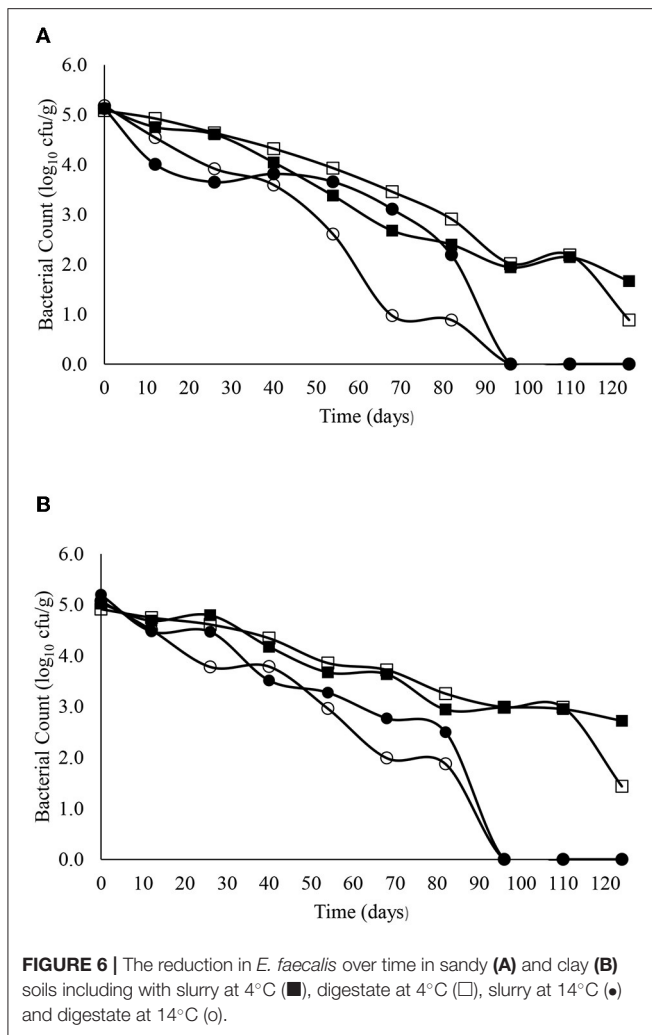 A
6.0
5.0
4.0
3.0
2.0
1.0
0.0
Bacterial Count (log₁₀ cfu/g)
0 10 20 30 40 50 60 70 80 90 100 110 120
Time (days)
B
6.0
5.0
4.0
3.0
2.0
1.0
0.0
Bacterial Count (log₁₀ cfu/g)
0 10 20 30 40 50 60 70 80 90 100 110 120
Time (days)
FIGURE 6 | The reduction in E. faecalis over time in sandy (A) and clay (B)
soils including with slurry at 4°C (■), digestate at 4°C (□), slurry at 14°C (●)
and digestate at 14°C (o).